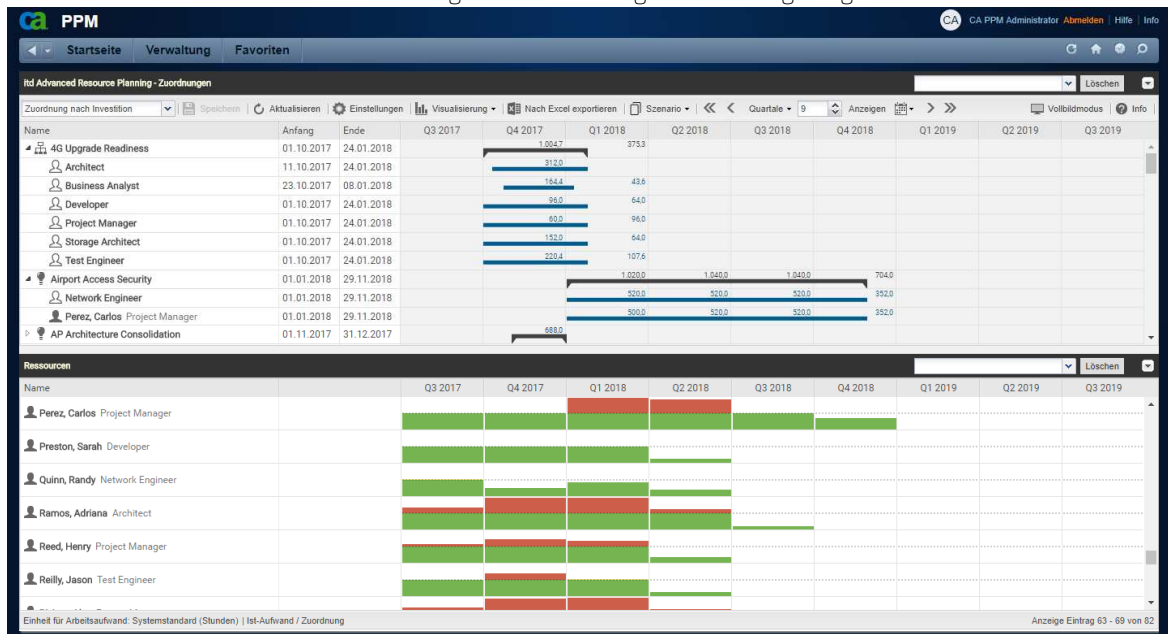 ca PPM
CA CA PPM Administrator Abmelden | Hilfe | Info
Startseite Verwaltung Favoriten
itd Advanced Resource Planning - Zuordnungen Löschen
Zuordnung nach Investition Speichern Aktualisieren Einstellungen Visualisierung Nach Excel exportieren Szenario Quartale 9 Anzeigen Vollbildmodus Info
Name Anfang Ende Q3 2017 Q4 2017 Q1 2018 Q2 2018 Q3 2018 Q4 2018 Q1 2019 Q2 2019 Q3 2019
4G Upgrade Readiness 01.10.2017 24.01.2018 1.004,7 375,3
Architect 11.10.2017 24.01.2018 312,0
Business Analyst 23.10.2017 08.01.2018 164,4 43,6
Developer 01.10.2017 24.01.2018 96,0 64,0
Project Manager 01.10.2017 24.01.2018 60,0 96,0
Storage Architect 01.10.2017 24.01.2018 152,0 64,0
Test Engineer 01.10.2017 24.01.2018 220,4 107,6
Airport Access Security 01.01.2018 29.11.2018 1.020,0 1.040,0 1.040,0 704,0
Network Engineer 01.01.2018 29.11.2018 520,0 520,0 520,0 352,0
Perez, Carlos Project Manager 01.01.2018 29.11.2018 500,0 520,0 520,0 352,0
AP Architecture Consolidation 01.11.2017 31.12.2017 688,0
Ressourcen Löschen
Name Q3 2017 Q4 2017 Q1 2018 Q2 2018 Q3 2018 Q4 2018 Q1 2019 Q2 2019 Q3 2019
Perez, Carlos Project Manager
Preston, Sarah Developer
Quinn, Randy Network Engineer
Ramos, Adriana Architect
Reed, Henry Project Manager
Reilly, Jason Test Engineer
Einheit für Arbeitsaufwand: Systemstandard (Stunden) | Ist-Aufwand / Zuordnung Anzeige Eintrag 63 - 69 von 82